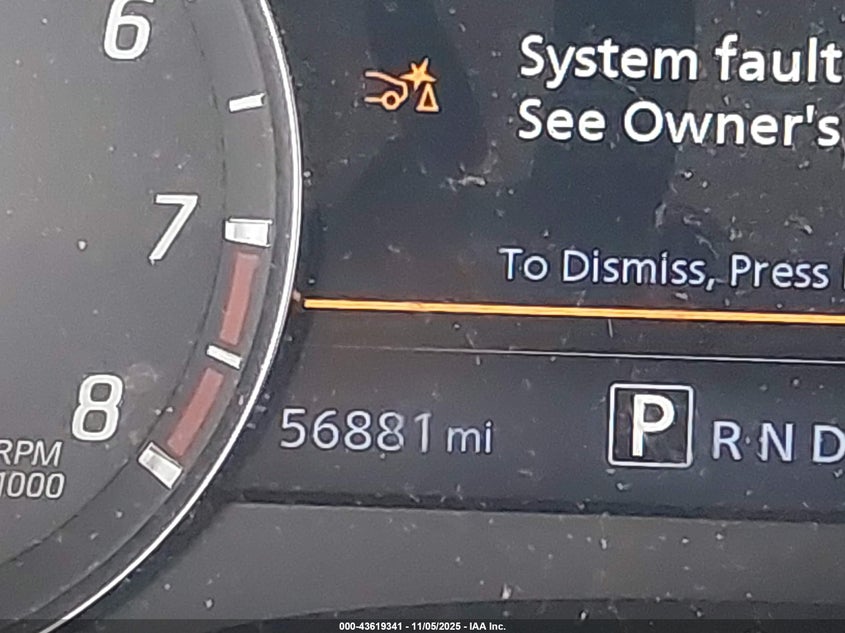 6
7
8
RPM
1000
System fault
See Owner's
To Dismiss, Press
56881 mi
P R N D
000-43619341 - 11/05/2025 - IAA Inc.